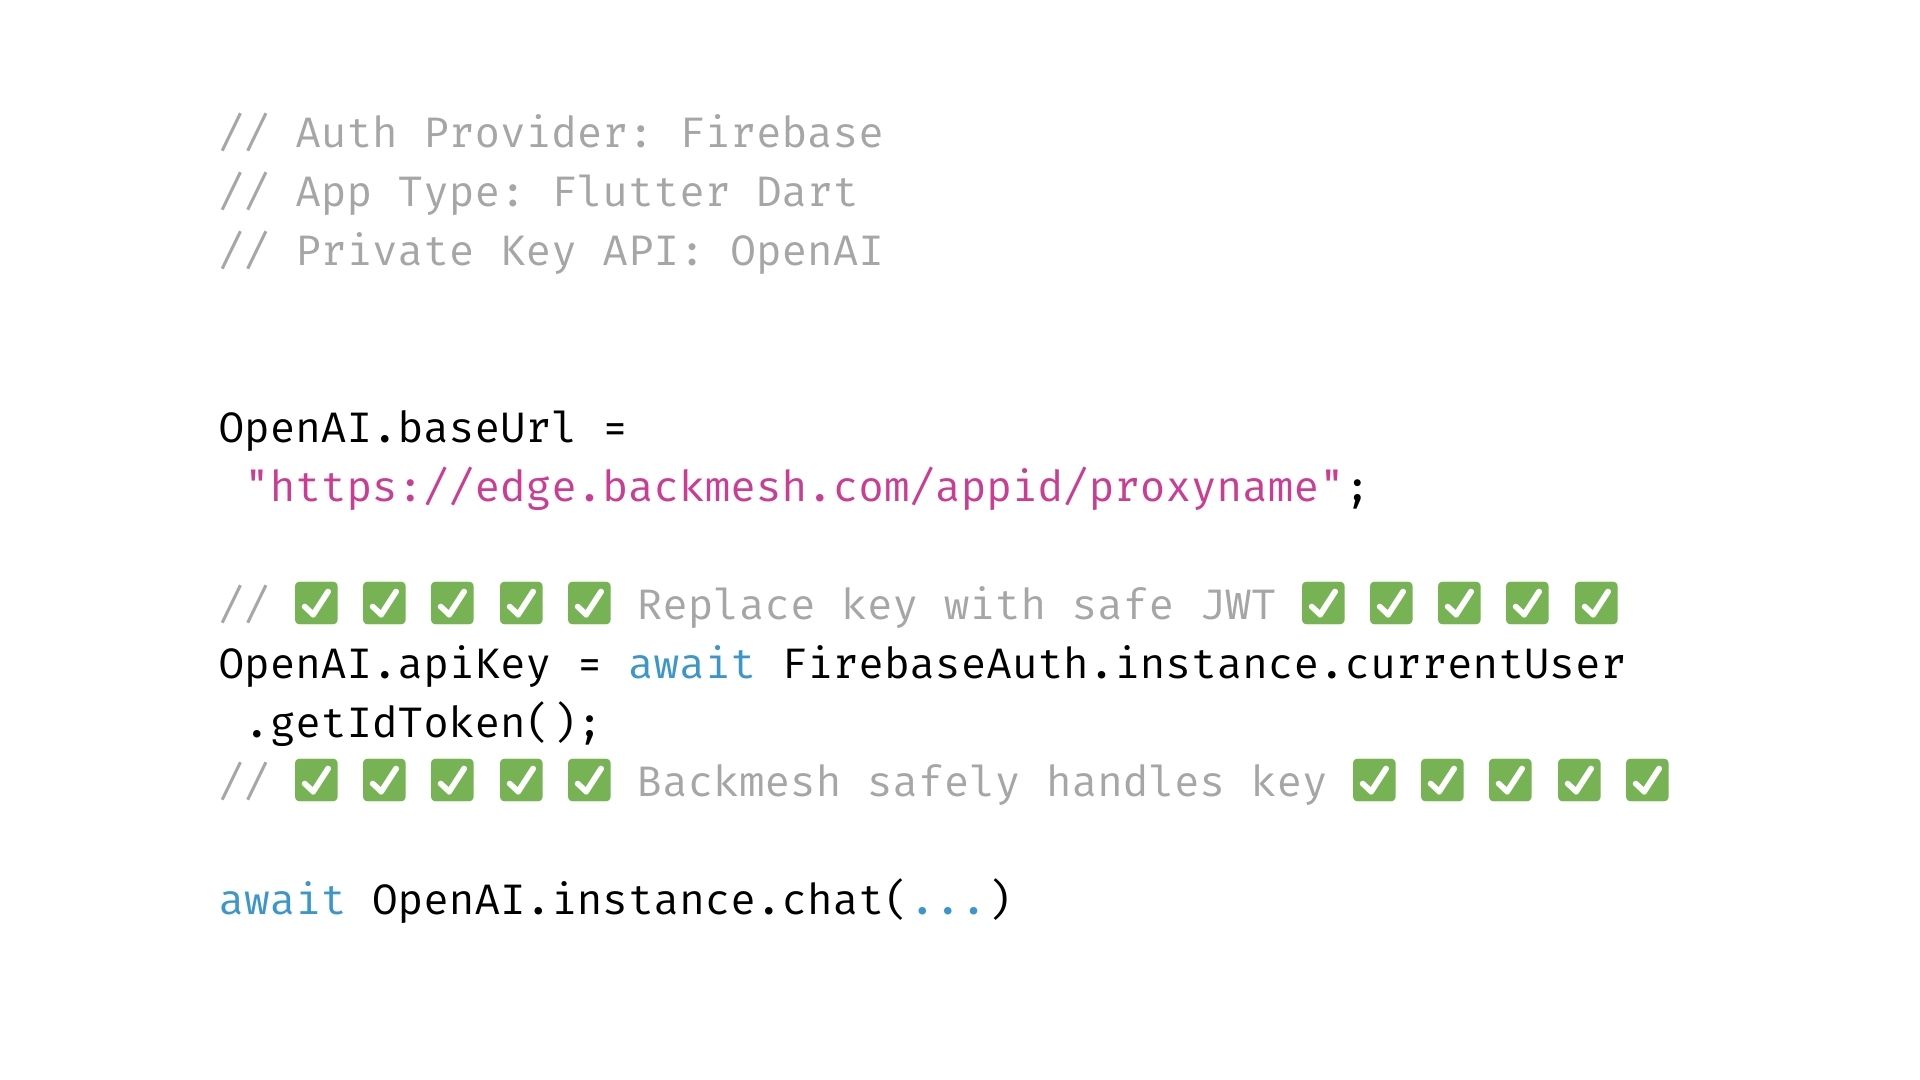 // Auth Provider: Firebase
// App Type: Flutter Dart
// Private Key API: OpenAI
OpenAI.baseUrl =
"https://edge.backmesh.com/appid/proxyname";
// ✅ ✅ ✅ ✅ ✅ Replace key with safe JWT ✅ ✅ ✅ ✅ ✅
OpenAI.apiKey = await FirebaseAuth.instance.currentUser
.getIdToken();
// ✅ ✅ ✅ ✅ ✅ Backmesh safely handles key ✅ ✅ ✅ ✅ ✅
await OpenAI.instance.chat(...)